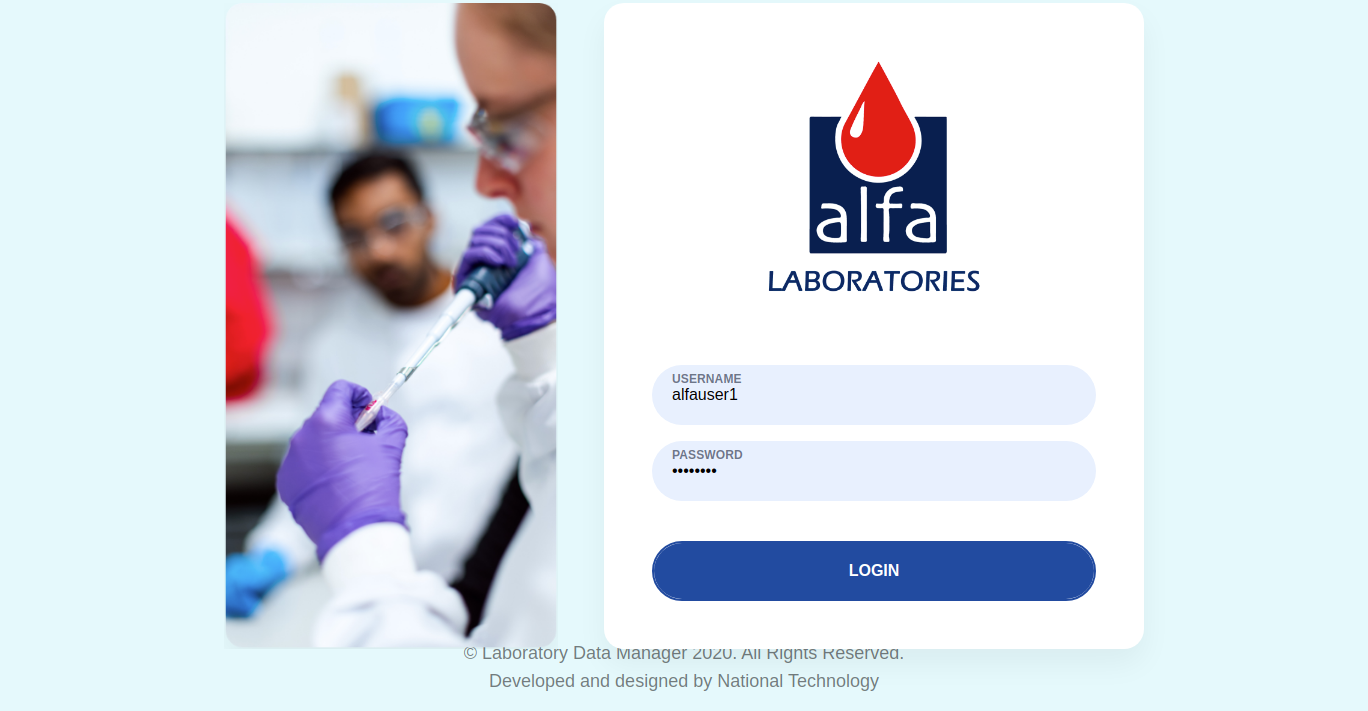 alfa
LABORATORIES
USERNAME
alfauser1
PASSWORD
••••••••
LOGIN
© Laboratory Data Manager 2020. All Rights Reserved.
Developed and designed by National Technology